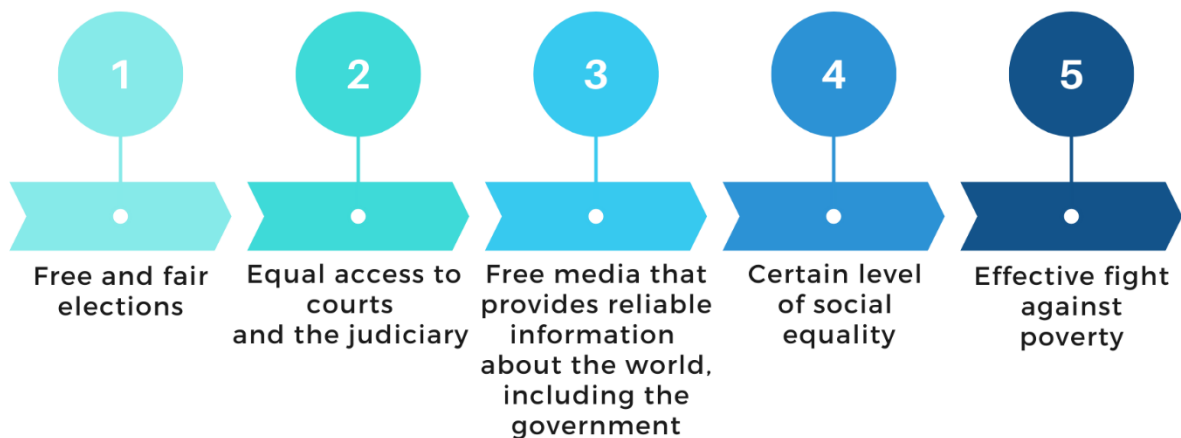 1
2
3
4
5
Free and fair
elections
Equal access to
courts
and the judiciary
Free media that
provides reliable
information
about the world,
including the
government
Certain level
of social
equality
Effective fight
against
poverty